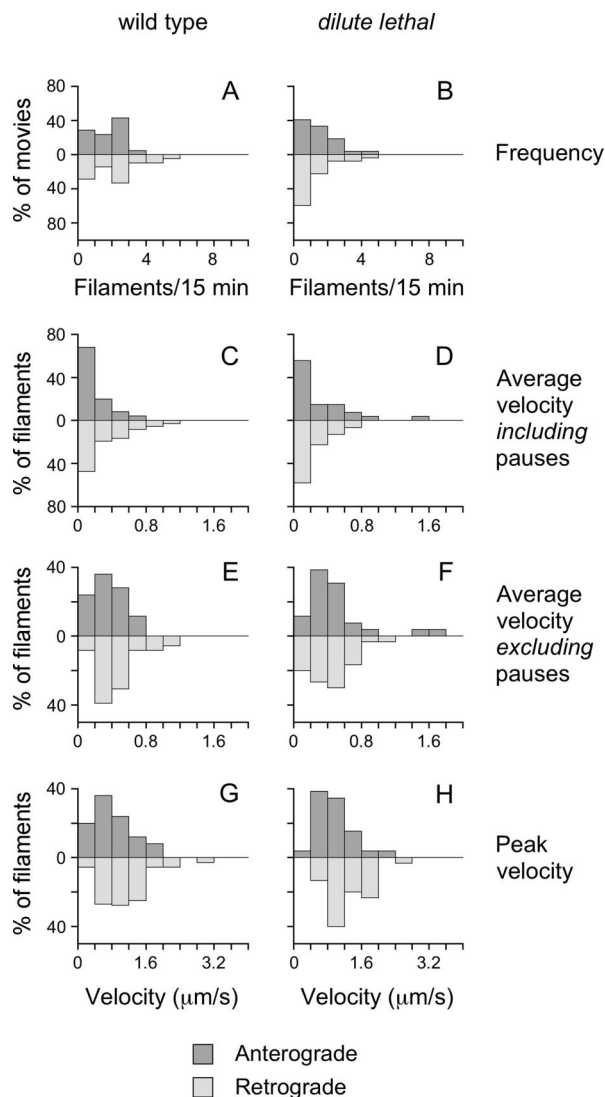 wild type
dilute lethal
A
B
% of movies
80
40
0
40
80
0
4
8
0
4
8
Filaments/15 min
Filaments/15 min
Frequency
C
D
% of filaments
80
40
0
40
80
0
0.8
1.6
0
0.8
1.6
Average
velocity
including
pauses
E
F
% of filaments
40
0
40
0
0.8
1.6
0
0.8
1.6
Average
velocity
excluding
pauses
G
H
% of filaments
40
0
40
0
1.6
3.2
0
1.6
3.2
Peak
velocity
Velocity (μm/s)
Velocity (μm/s)
Anterograde
Retrograde